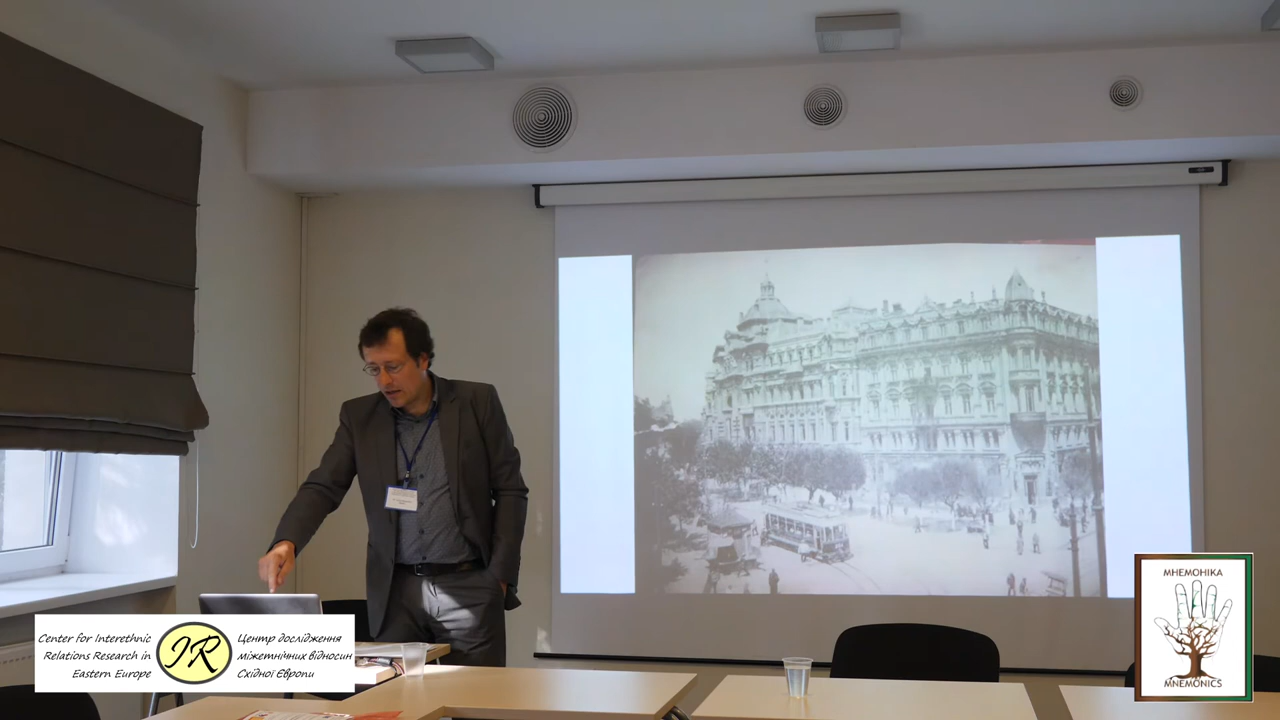 Center for Interethnic
Relations Research in
Eastern Europe
IR
Центр дослідження
міжетнічних відносин
Східної Європи
МНЕМОНІКА
MNEMONICS